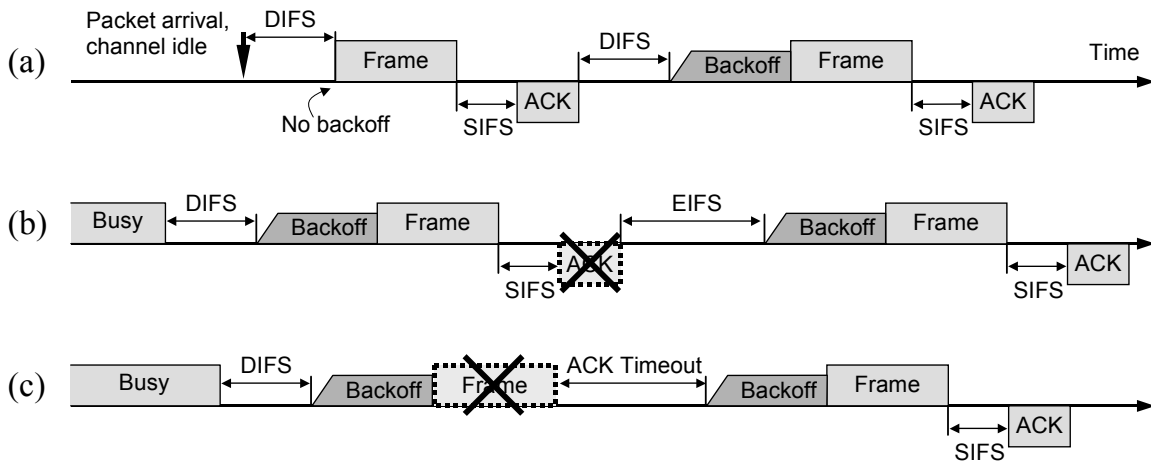 Packet arrival,
channel idle
DIFS
DIFS
Time
(a)
Frame
Backoff
Frame
No backoff
SIFS
ACK
SIFS
ACK
DIFS
EIFS
(b)
Busy
Backoff
Frame
Backoff
Frame
SIFS
ACK
SIFS
ACK
DIFS
ACK Timeout
(c)
Busy
Backoff
Frame
Backoff
Frame
SIFS
ACK